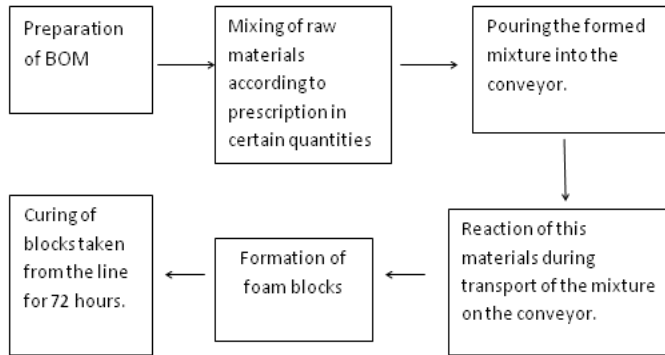 Preparation
of BOM
Mixing of raw
materials
according to
prescription in
certain quantities
Pouring the formed
mixture into the
conveyor.
Reaction of this
materials during
transport of the mixture
on the conveyor.
Formation of
foam blocks
Curing of
blocks taken
from the line
for 72 hours.